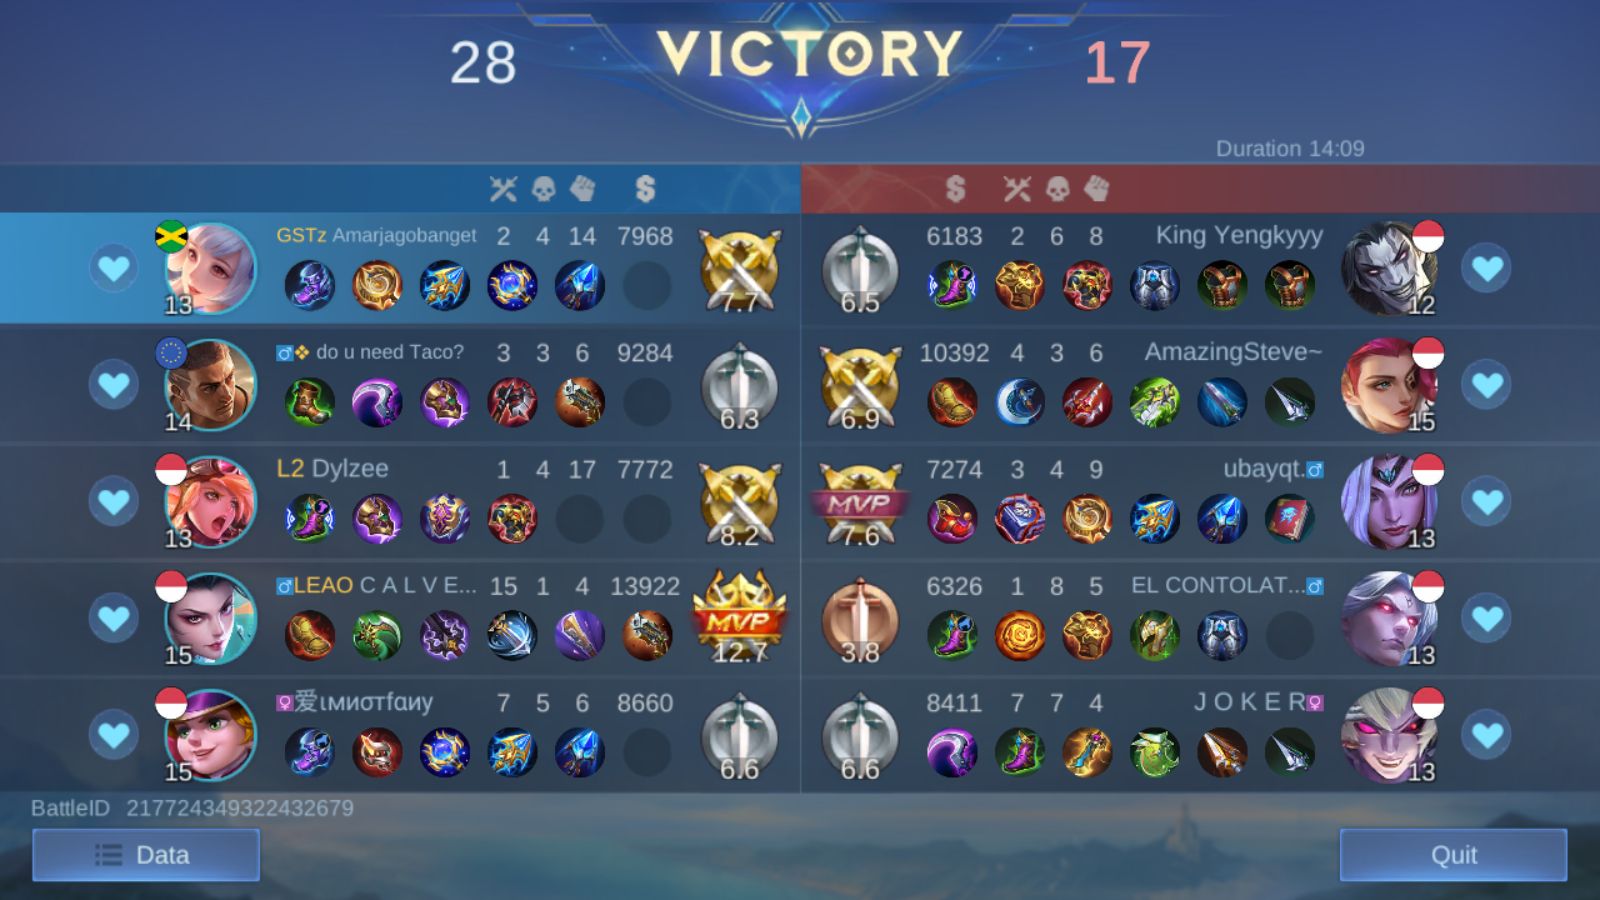 28 VICTORY 17
Duration 14:09
GSTz Amarjagobanget 2 4 14 7968
13 7.7
6183 2 6 8 King Yengkyyy
6.5 12
do u need Taco? 3 3 6 9284
14 6.3
10392 4 3 6 AmazingSteve~
6.9 15
L2 Dylzee 1 4 17 7772
13 8.2
7274 3 4 9 ubayqt.
MVP
7.6 13
LEAO C A L V E... 15 1 4 13922
MVP
15 12.7
6326 1 8 5 EL CONTOLAT...
3.8 13
爱ιмиσтfαиу 7 5 6 8660
15 6.6
8411 7 7 4 J O K E R
6.6 13
BattleID 217724349322432679
Data Quit